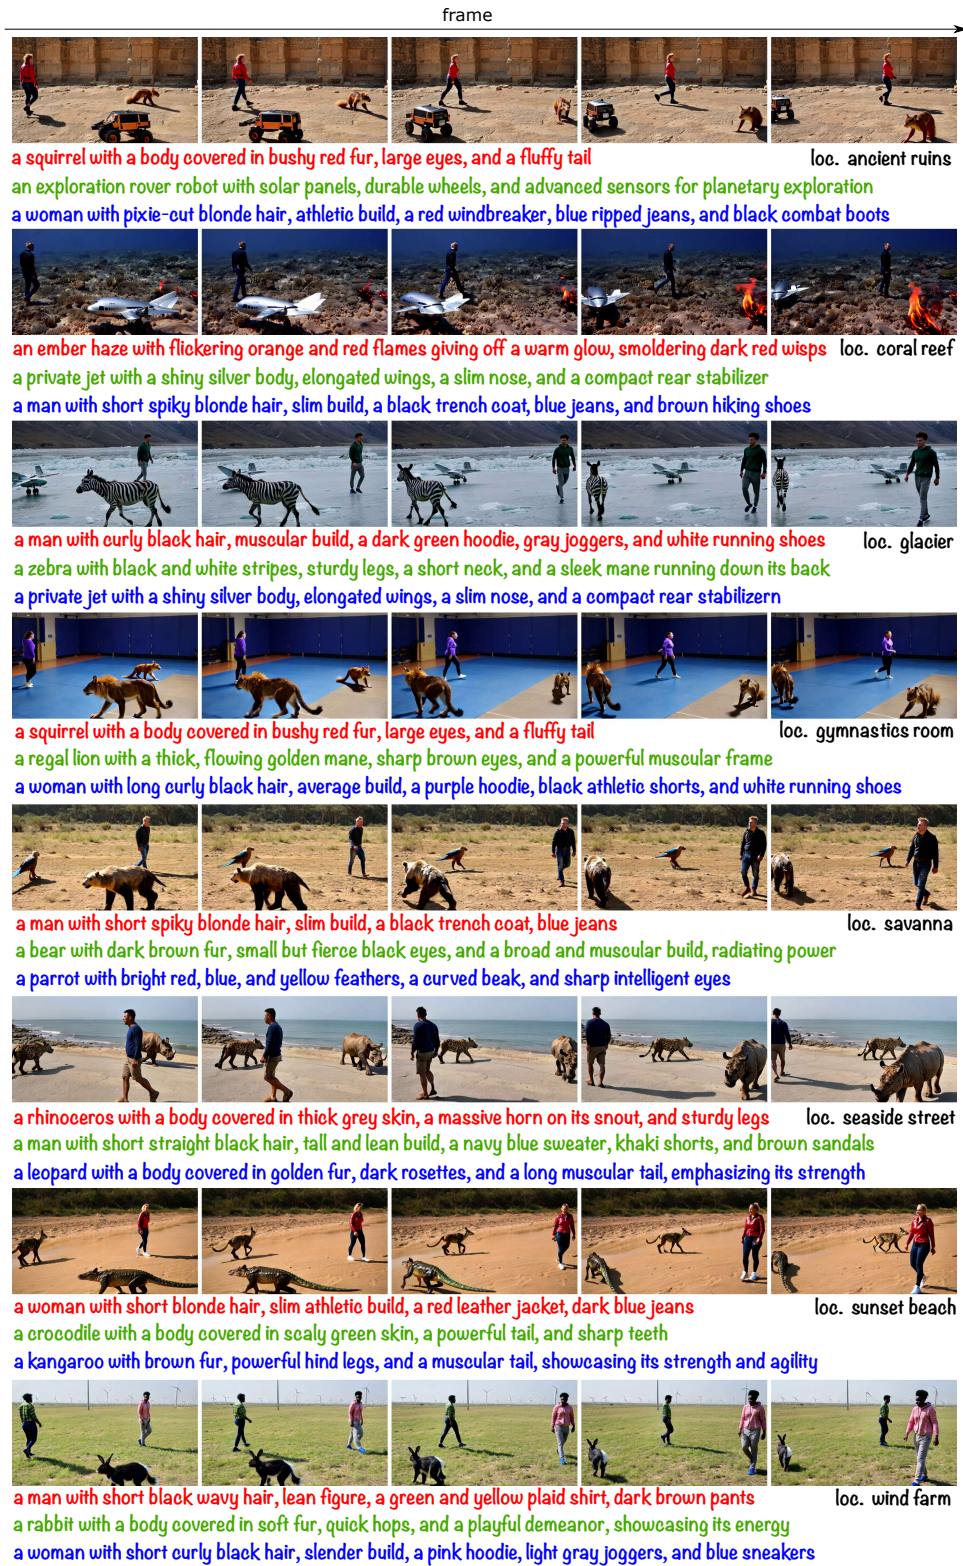 frame
a squirrel with a body covered in bushy red fur, large eyes, and a fluffy tail loc. ancient ruins
an exploration rover robot with solar panels, durable wheels, and advanced sensors for planetary exploration
a woman with pixie-cut blonde hair, athletic build, a red windbreaker, blue ripped jeans, and black combat boots
an ember haze with flickering orange and red flames giving off a warm glow, smoldering dark red wisps loc. coral reef
a private jet with a shiny silver body, elongated wings, a slim nose, and a compact rear stabilizer
a man with short spiky blonde hair, slim build, a black trench coat, blue jeans, and brown hiking shoes
a man with curly black hair, muscular build, a dark green hoodie, gray joggers, and white running shoes loc. glacier
a zebra with black and white stripes, sturdy legs, a short neck, and a sleek mane running down its back
a private jet with a shiny silver body, elongated wings, a slim nose, and a compact rear stabilizern
a squirrel with a body covered in bushy red fur, large eyes, and a fluffy tail loc. gymnastics room
a regal lion with a thick, flowing golden mane, sharp brown eyes, and a powerful muscular frame
a woman with long curly black hair, average build, a purple hoodie, black athletic shorts, and white running shoes
a man with short spiky blonde hair, slim build, a black trench coat, blue jeans loc. savanna
a bear with dark brown fur, small but fierce black eyes, and a broad and muscular build, radiating power
a parrot with bright red, blue, and yellow feathers, a curved beak, and sharp intelligent eyes
a rhinoceros with a body covered in thick grey skin, a massive horn on its snout, and sturdy legs loc. seaside street
a man with short straight black hair, tall and lean build, a navy blue sweater, khaki shorts, and brown sandals
a leopard with a body covered in golden fur, dark rosettes, and a long muscular tail, emphasizing its strength
a woman with short blonde hair, slim athletic build, a red leather jacket, dark blue jeans loc. sunset beach
a crocodile with a body covered in scaly green skin, a powerful tail, and sharp teeth
a kangaroo with brown fur, powerful hind legs, and a muscular tail, showcasing its strength and agility
a man with short black wavy hair, lean figure, a green and yellow plaid shirt, dark brown pants loc. wind farm
a rabbit with a body covered in soft fur, quick hops, and a playful demeanor, showcasing its energy
a woman with short curly black hair, slender build, a pink hoodie, light gray joggers, and blue sneakers